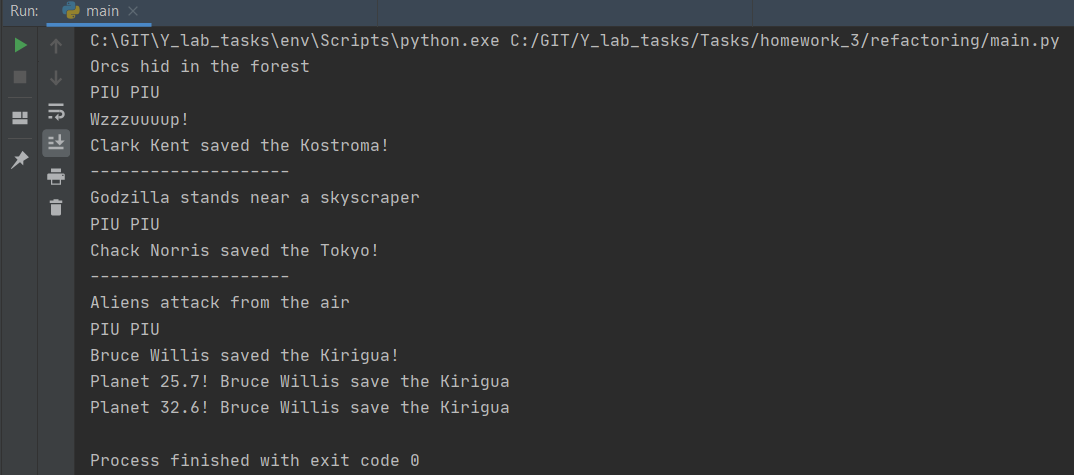 Run: main
C:\GIT\Y_lab_tasks\env\Scripts\python.exe C:/GIT/Y_lab_tasks/Tasks/homework_3/refactoring/main.py
Orcs hid in the forest
PIU PIU
Wzzzuuuup!
Clark Kent saved the Kostroma!
--------------------
Godzilla stands near a skyscraper
PIU PIU
Chack Norris saved the Tokyo!
--------------------
Aliens attack from the air
PIU PIU
Bruce Willis saved the Kirigua!
Planet 25.7! Bruce Willis save the Kirigua
Planet 32.6! Bruce Willis save the Kirigua
Process finished with exit code 0